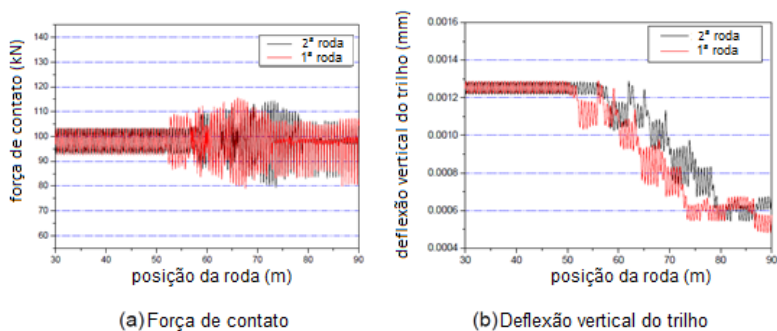 140
130
120
110
100
90
80
70
60
30 40 50 60 70 80 90
força de contato (kN)
posição da roda (m)
2ª roda
1ª roda
(a) Força de contato
0.0016
0.0014
0.0012
0.0010
0.0008
0.0006
0.0004
30 40 50 60 70 80 90
deflexão vertical do trilho (mm)
posição da roda (m)
2ª roda
1ª roda
(b) Deflexão vertical do trilho